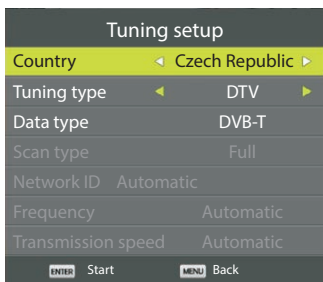 Tuning setup
Country Czech Republic
Tuning type DTV
Data type DVB-T
Scan type Full
Network ID Automatic
Frequency Automatic
Transmission speed Automatic
ENTER Start MENU Back